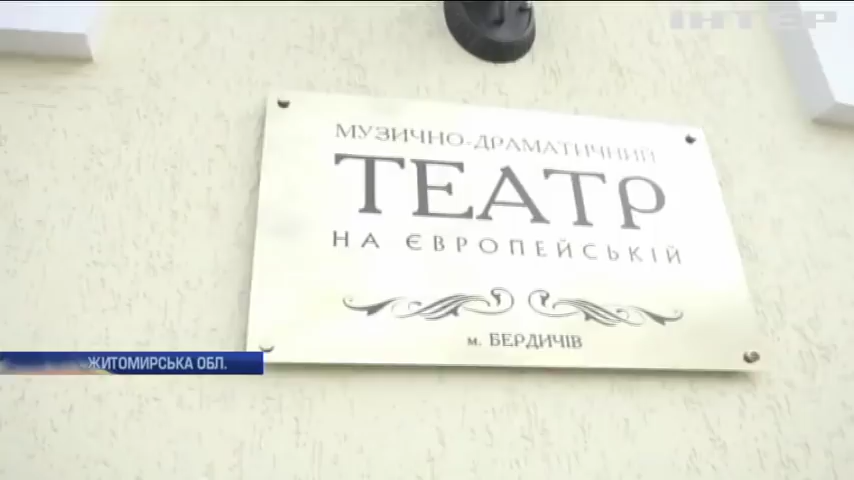 ІНТЕР
МУЗИЧНО-ДРАМАТИЧНИЙ
ТЕАТР
НА ЄВРОПЕЙСЬКІЙ
м. БЕРДИЧІВ
ЖИТОМИРСЬКА ОБЛ.